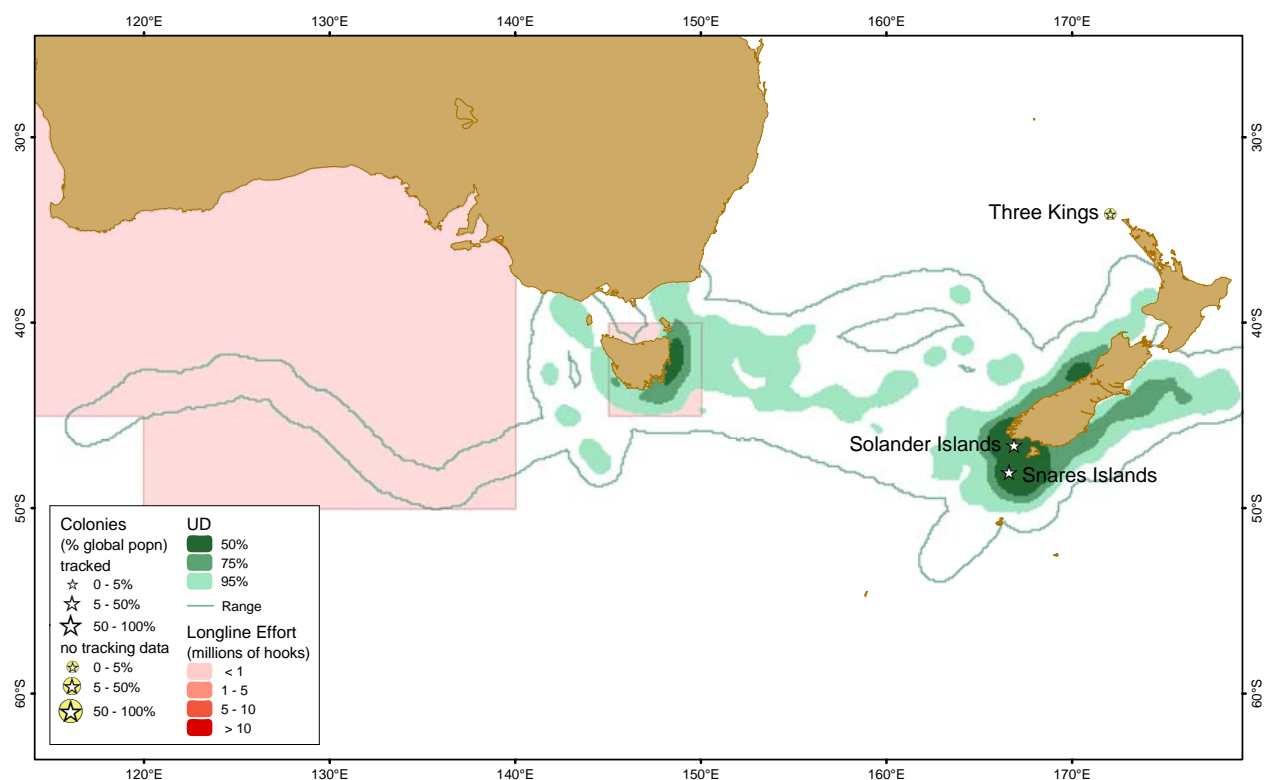 120°E 130°E 140°E 150°E 160°E 170°E
30°S 30°S
Three Kings
40°S 40°S
Solander Islands
Snares Islands
50°S 50°S
Colonies
(% global popn)
tracked
0 - 5%
5 - 50%
50 - 100%
no tracking data
0 - 5%
5 - 50%
50 - 100%
UD
50%
75%
95%
Range
Longline Effort
(millions of hooks)
< 1
1 - 5
5 - 10
> 10
60°S 60°S
120°E 130°E 140°E 150°E 160°E 170°E